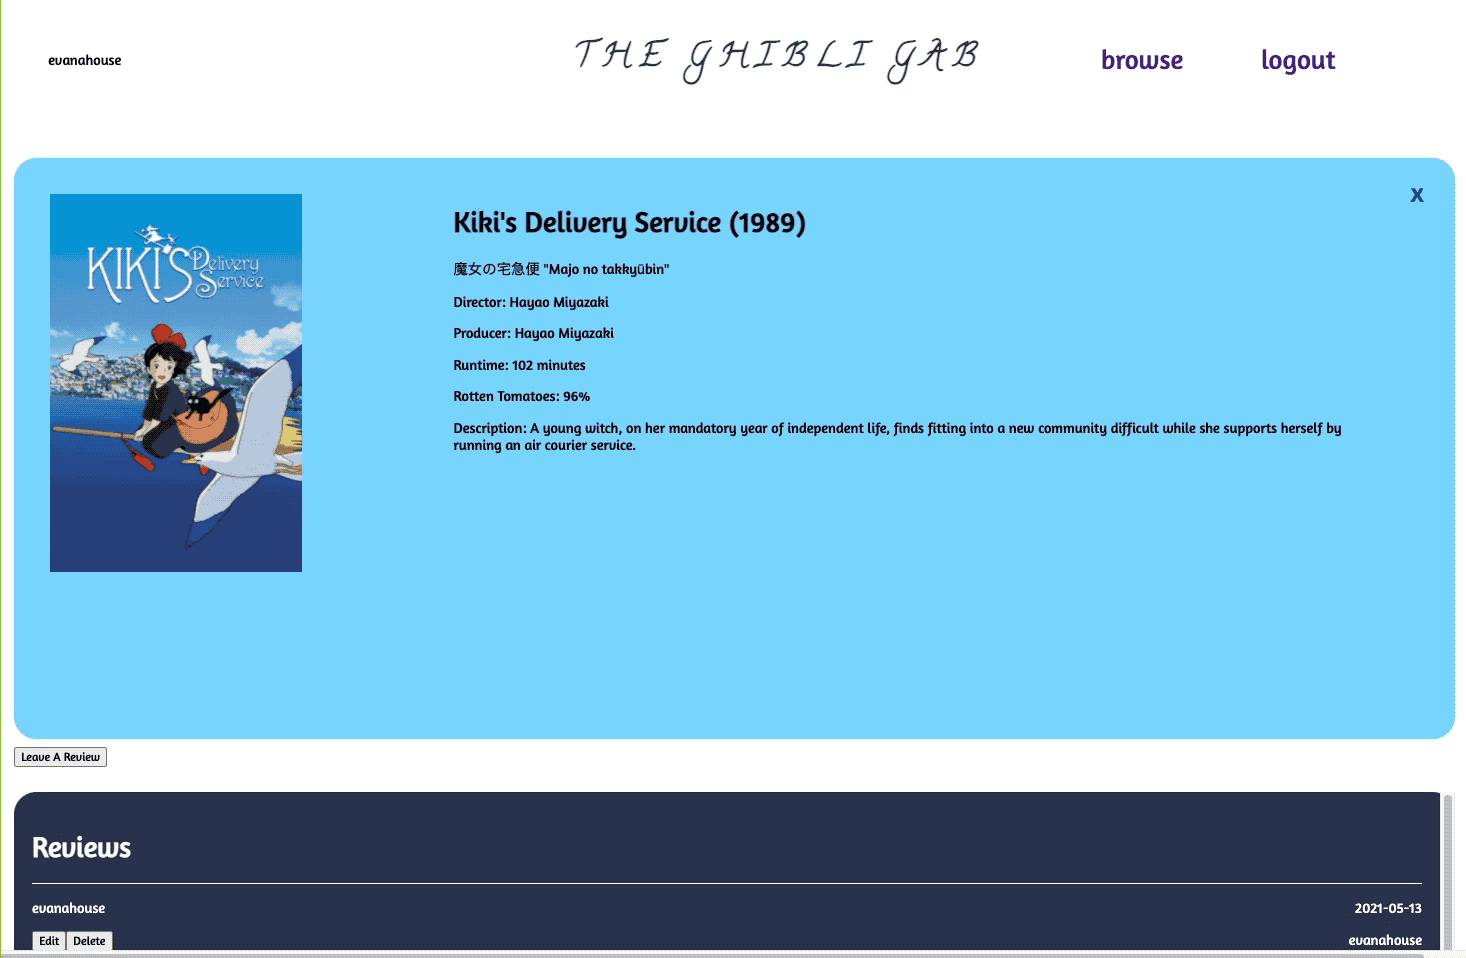 evanahouse
THE GHIBLI GAB
browse
logout
x
KIKI'S Delivery
Service
Kiki's Delivery Service (1989)
魔女の宅急便 "Majo no takkyūbin"
Director: Hayao Miyazaki
Producer: Hayao Miyazaki
Runtime: 102 minutes
Rotten Tomatoes: 96%
Description: A young witch, on her mandatory year of independent life, finds fitting into a new community difficult while she supports herself by
running an air courier service.
Leave A Review
Reviews
evanahouse
2021-05-13
Edit
Delete
evanahouse